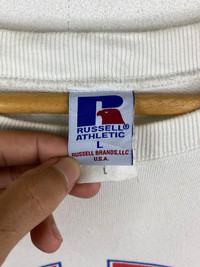 RUSSELL®
ATHLETIC
L
RUSSELL BRANDS, LLC
U.S.A.
L